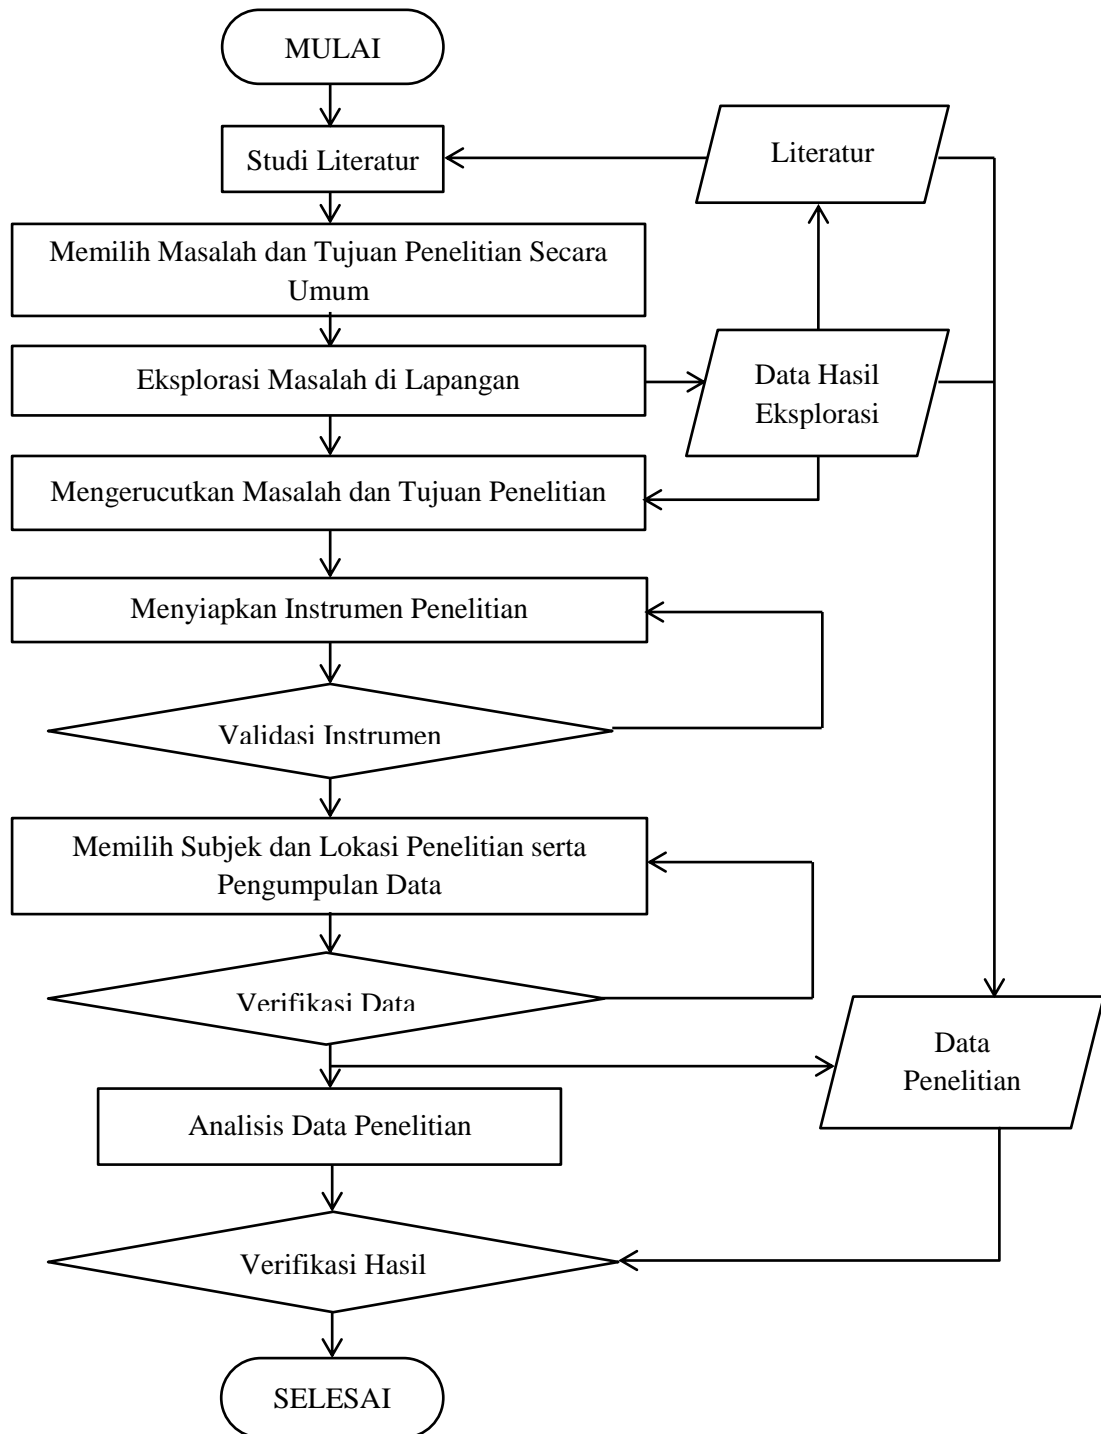 MULAI
Studi Literatur
Literatur
Memilih Masalah dan Tujuan Penelitian Secara
Umum
Eksplorasi Masalah di Lapangan
Data Hasil
Eksplorasi
Mengerucutkan Masalah dan Tujuan Penelitian
Menyiapkan Instrumen Penelitian
Validasi Instrumen
Memilih Subjek dan Lokasi Penelitian serta
Pengumpulan Data
Verifikasi Data
Data
Penelitian
Analisis Data Penelitian
Verifikasi Hasil
SELESAI